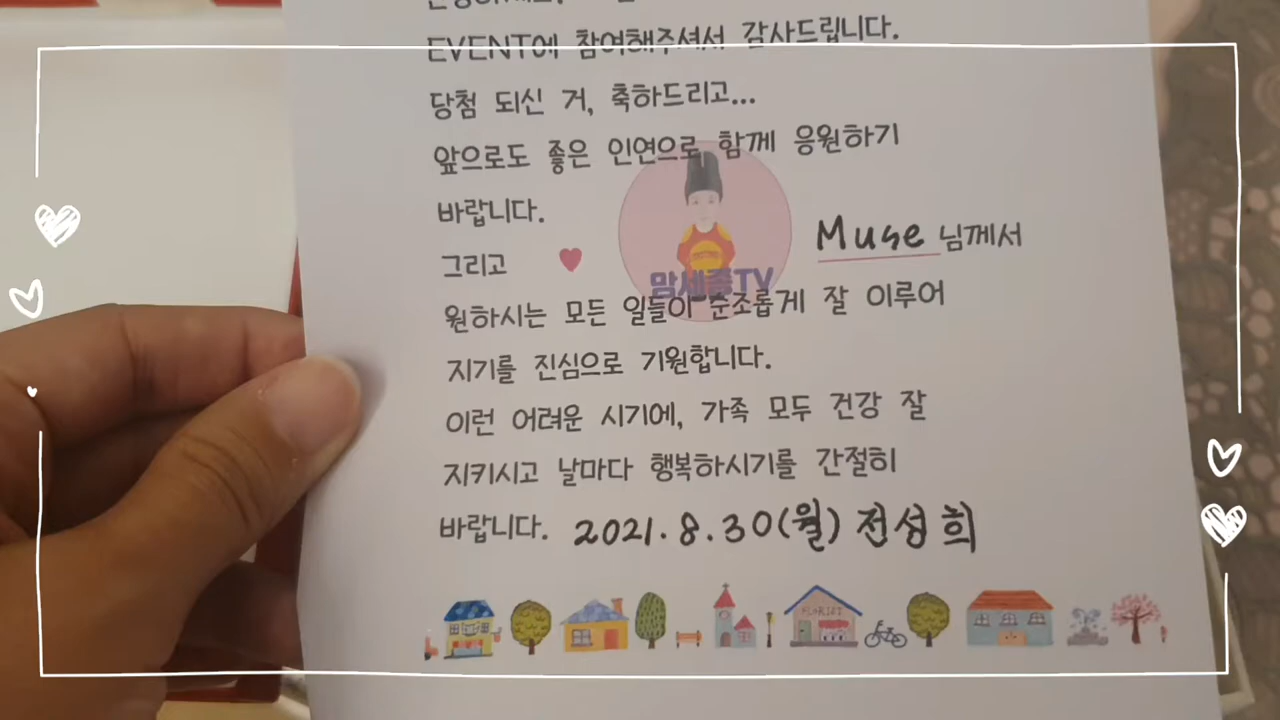 EVENT에 참여해주셔서 감사드립니다.
당첨 되신 거, 축하드리고...
앞으로도 좋은 인연으로 함께 응원하기
바랍니다.
그리고 Muse 님께서
맘세종TV
원하시는 모든 일들이 순조롭게 잘 이루어
지기를 진심으로 기원합니다.
이런 어려운 시기에, 가족 모두 건강 잘
지키시고 날마다 행복하시기를 간절히
바랍니다. 2021.8.30(월) 전성희
FLORIST